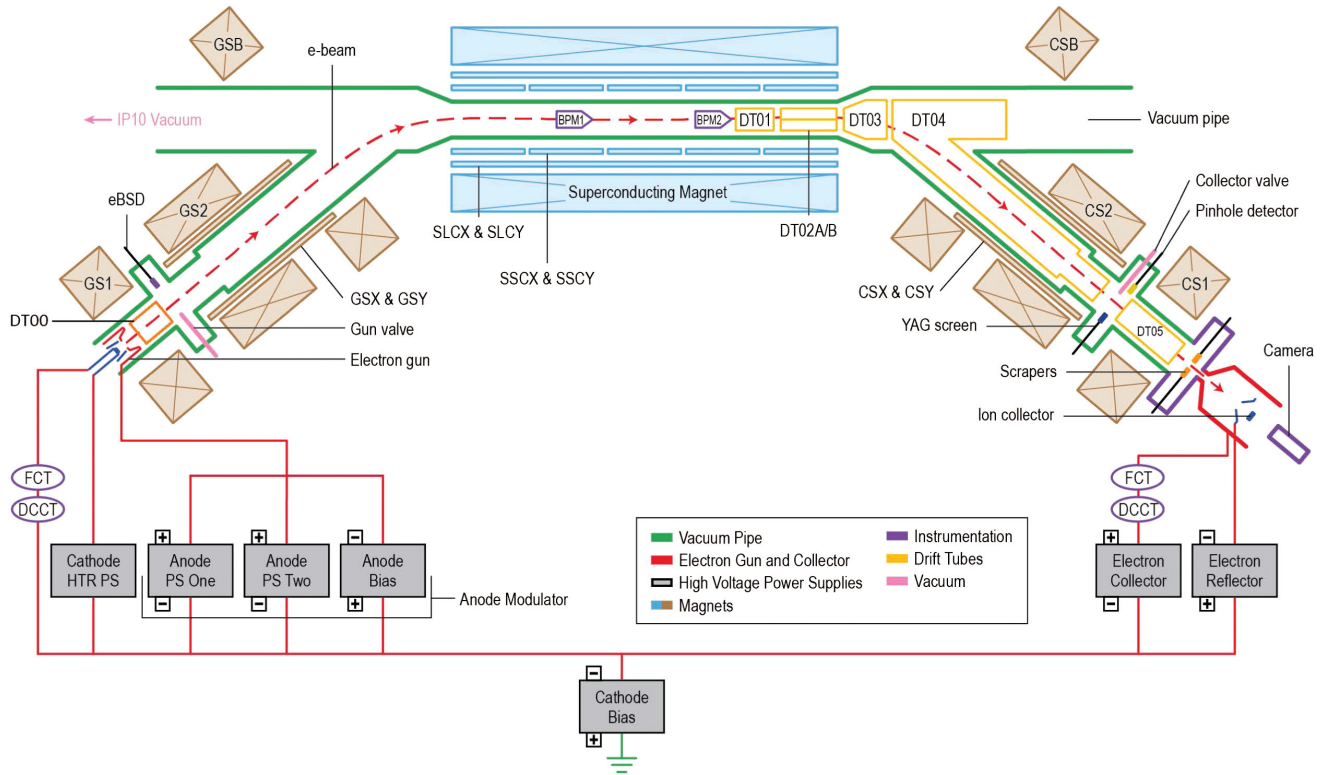 GSB
e-beam
CSB
IP10 Vacuum
BPM1
BPM2
DT01
DT03
DT04
Vacuum pipe
eBSD
GS2
Superconducting Magnet
CS2
Collector valve
Pinhole detector
SLCX & SLCY
DT02A/B
SSCX & SSCY
GS1
GSX & GSY
CSX & CSY
CS1
DT00
Gun valve
YAG screen
DT05
Electron gun
Scrapers
Camera
Ion collector
FCT
DCCT
FCT
DCCT
+
+
-
Cathode
HTR PS
Anode
PS One
Anode
PS Two
Anode
Bias
-
-
+
Anode Modulator
Vacuum Pipe
Electron Gun and Collector
High Voltage Power Supplies
Magnets
Instrumentation
Drift Tubes
Vacuum
+
-
Electron
Collector
Electron
Reflector
-
+
-
Cathode
Bias
+